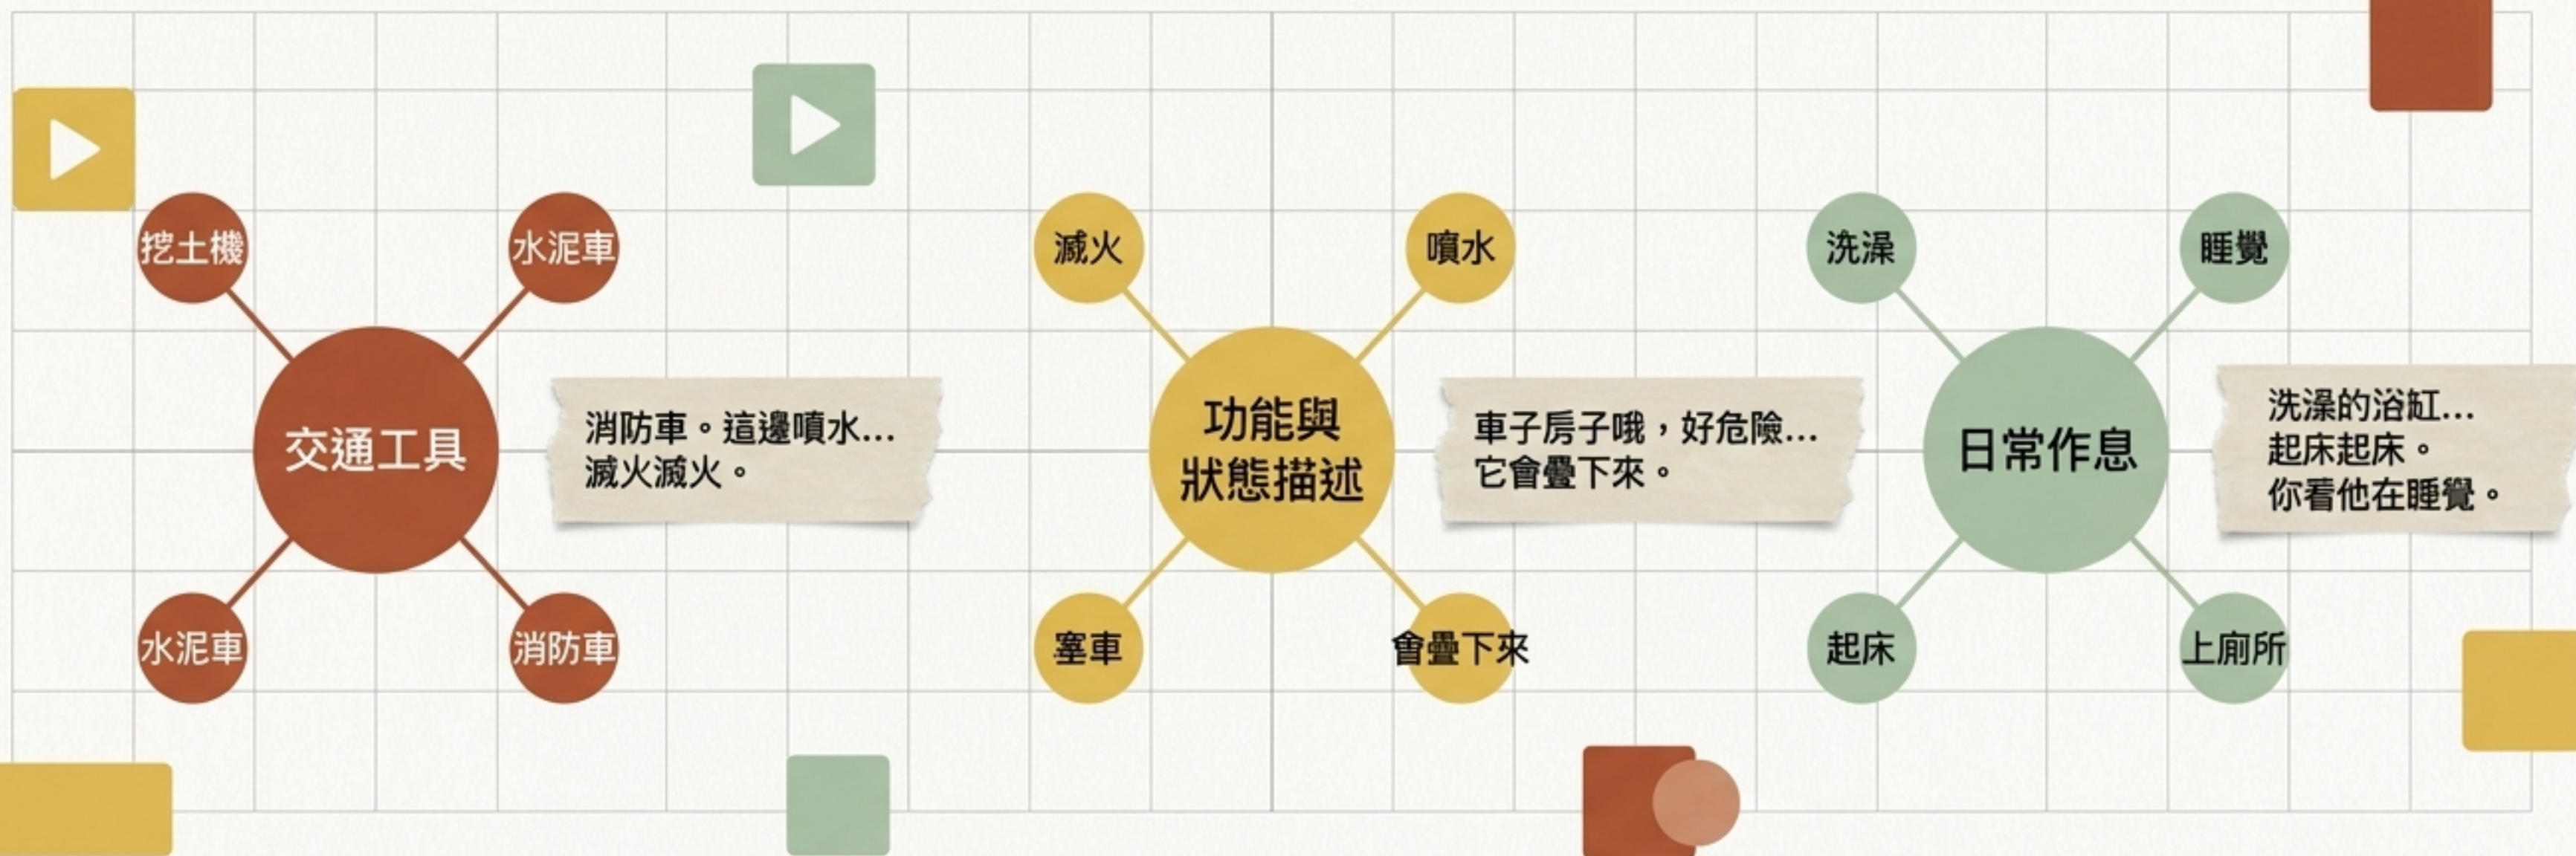 挖土機
水泥車
交通工具
水泥車
消防車
消防車。這邊噴水...
滅火滅火。
滅火
噴水
功能與
狀態描述
塞車
會疊下來
車子房子哦，好危險...
它會疊下來。
洗澡
睡覺
日常作息
起床
上廁所
洗澡的浴缸...
起床起床。
你看他在睡覺。